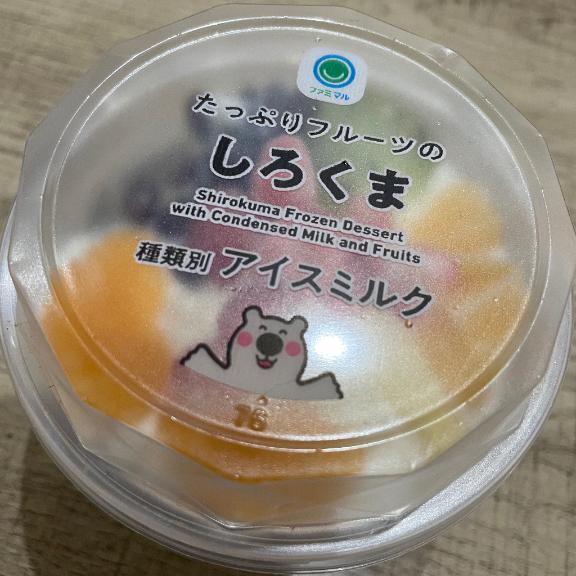 ファミマル
たっぷりフルーツの
しろくま
Shirokuma Frozen Dessert
with Condensed Milk and Fruits
種類別 アイスミルク
16